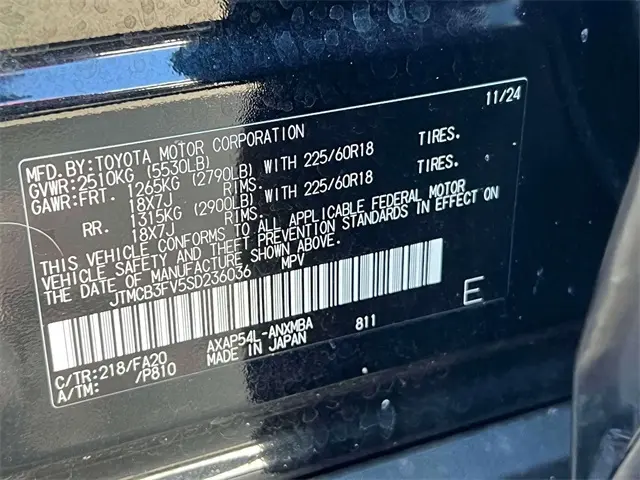 11/24
MFD.BY:TOYOTA MOTOR CORPORATION
GVWR:2510KG (5530LB)
GAWR:FRT. 1265KG (2790LB) WITH 225/60R18 TIRES.
18X7J RIMS.
RR. 1315KG (2900LB) WITH 225/60R18 TIRES.
18X7J RIMS.
THIS VEHICLE CONFORMS TO ALL APPLICABLE FEDERAL MOTOR
VEHICLE SAFETY AND THEFT PREVENTION STANDARDS IN EFFECT ON
THE DATE OF MANUFACTURE SHOWN ABOVE.
JTMCB3FV5SD236036 MPV
E
C/TR:218/FA20 AXAP54L-ANXMBA 811
A/TM: /P810 MADE IN JAPAN